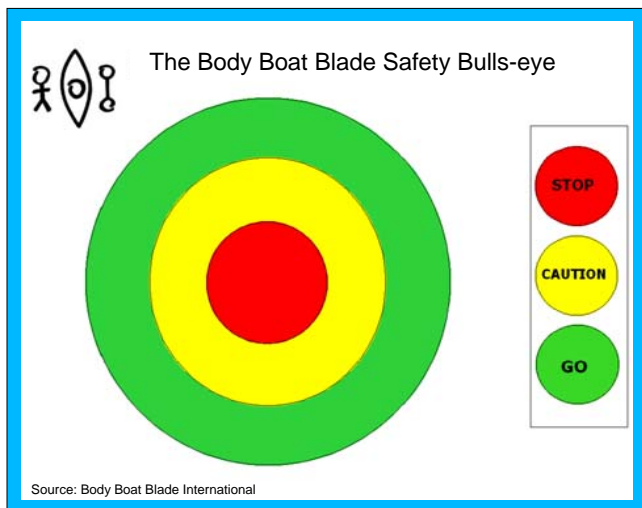 The Body Boat Blade Safety Bulls-eye
STOP
CAUTION
GO
Source: Body Boat Blade International